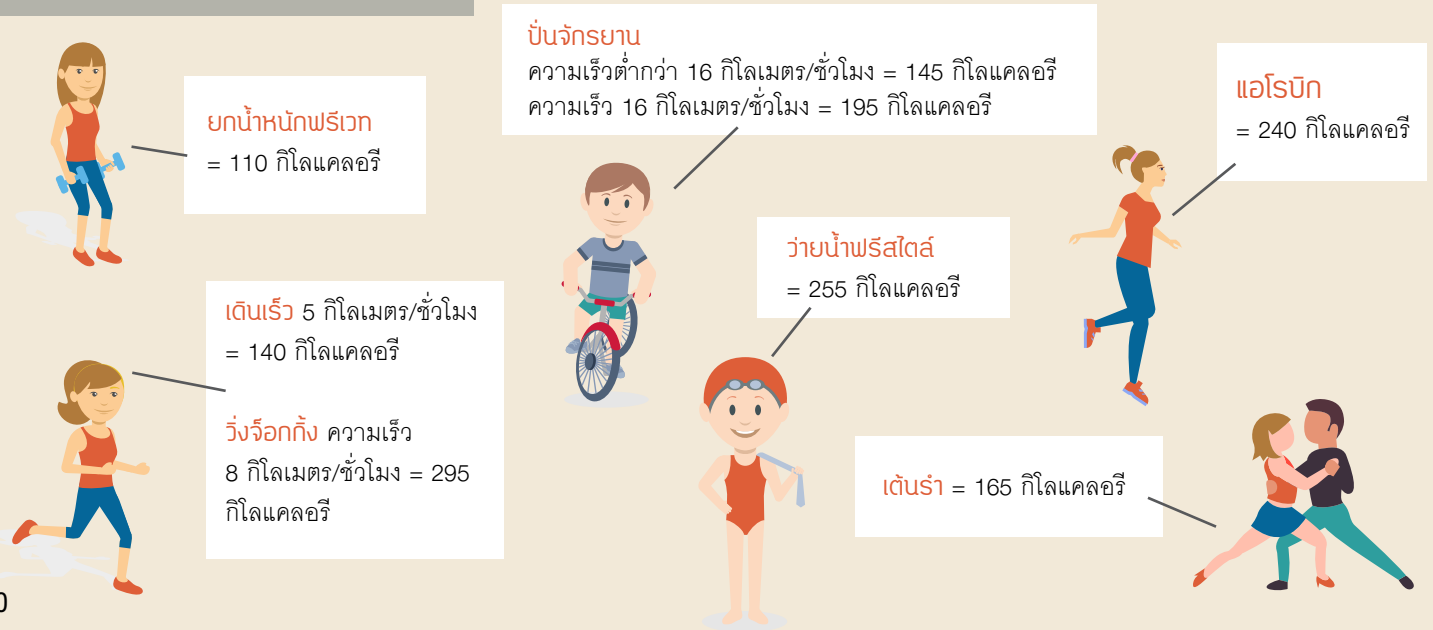 ยกน้ำหนักฟรีเวท
= 110 กิโลแคลอรี
ปั่นจักรยาน
ความเร็วต่ำกว่า 16 กิโลเมตร/ชั่วโมง = 145 กิโลแคลอรี
ความเร็ว 16 กิโลเมตร/ชั่วโมง = 195 กิโลแคลอรี
แอโรบิก
= 240 กิโลแคลอรี
เดินเร็ว 5 กิโลเมตร/ชั่วโมง
= 140 กิโลแคลอรี
วิ่งจ็อกกิ้ง ความเร็ว
8 กิโลเมตร/ชั่วโมง = 295
กิโลแคลอรี
ว่ายน้ำฟรีสไตล์
= 255 กิโลแคลอรี
เต้นรำ = 165 กิโลแคลอรี